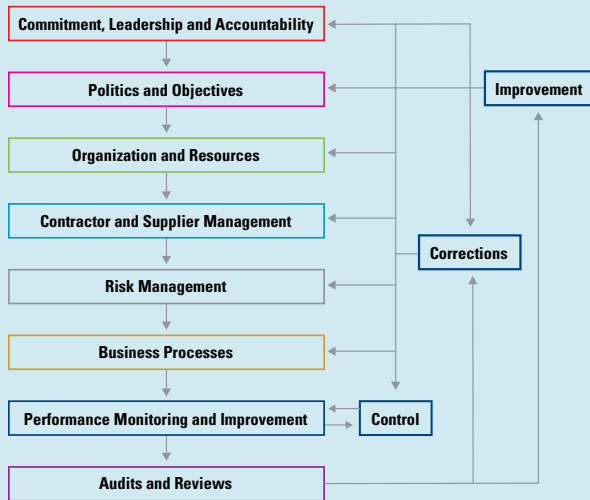 Commitment, Leadership and Accountability
Politics and Objectives
Improvement
Organization and Resources
Contractor and Supplier Management
Corrections
Risk Management
Business Processes
Performance Monitoring and Improvement
Control
Audits and Reviews